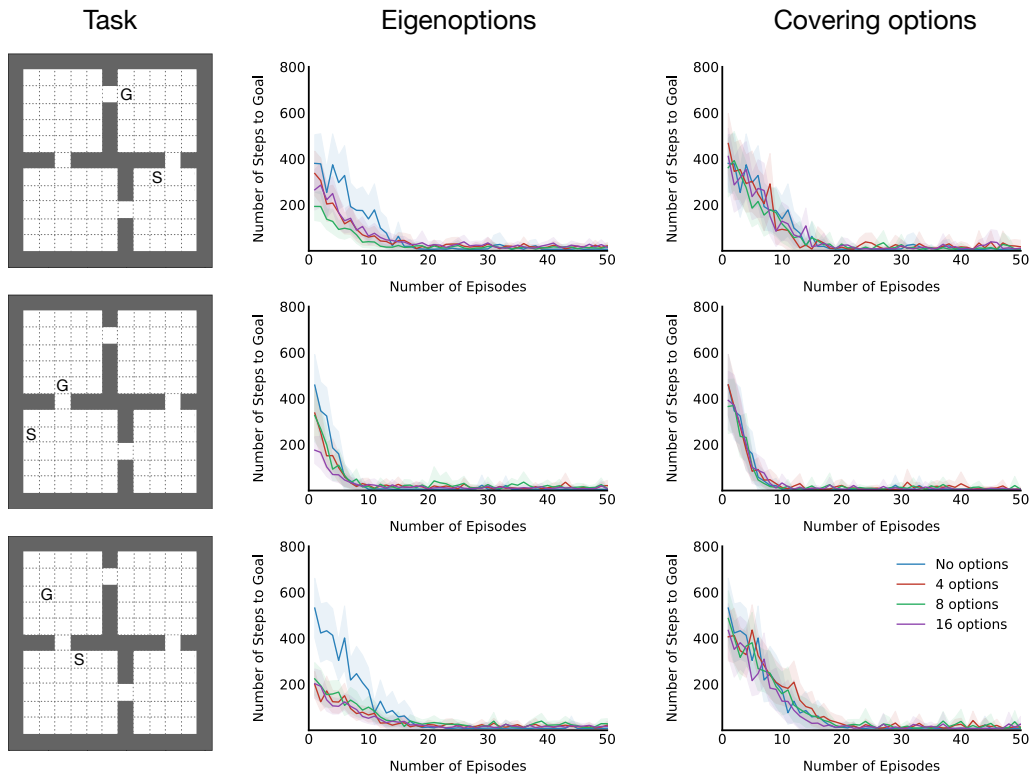 Task
Eigenoptions
Covering options
G
S
Number of Steps to Goal
800
600
400
200
0
10
20
30
40
50
Number of Episodes
Number of Steps to Goal
800
600
400
200
0
10
20
30
40
50
Number of Episodes
G
S
Number of Steps to Goal
800
600
400
200
0
10
20
30
40
50
Number of Episodes
Number of Steps to Goal
800
600
400
200
0
10
20
30
40
50
Number of Episodes
G
S
Number of Steps to Goal
800
600
400
200
0
10
20
30
40
50
Number of Episodes
Number of Steps to Goal
800
600
400
200
0
10
20
30
40
50
Number of Episodes
No options
4 options
8 options
16 options